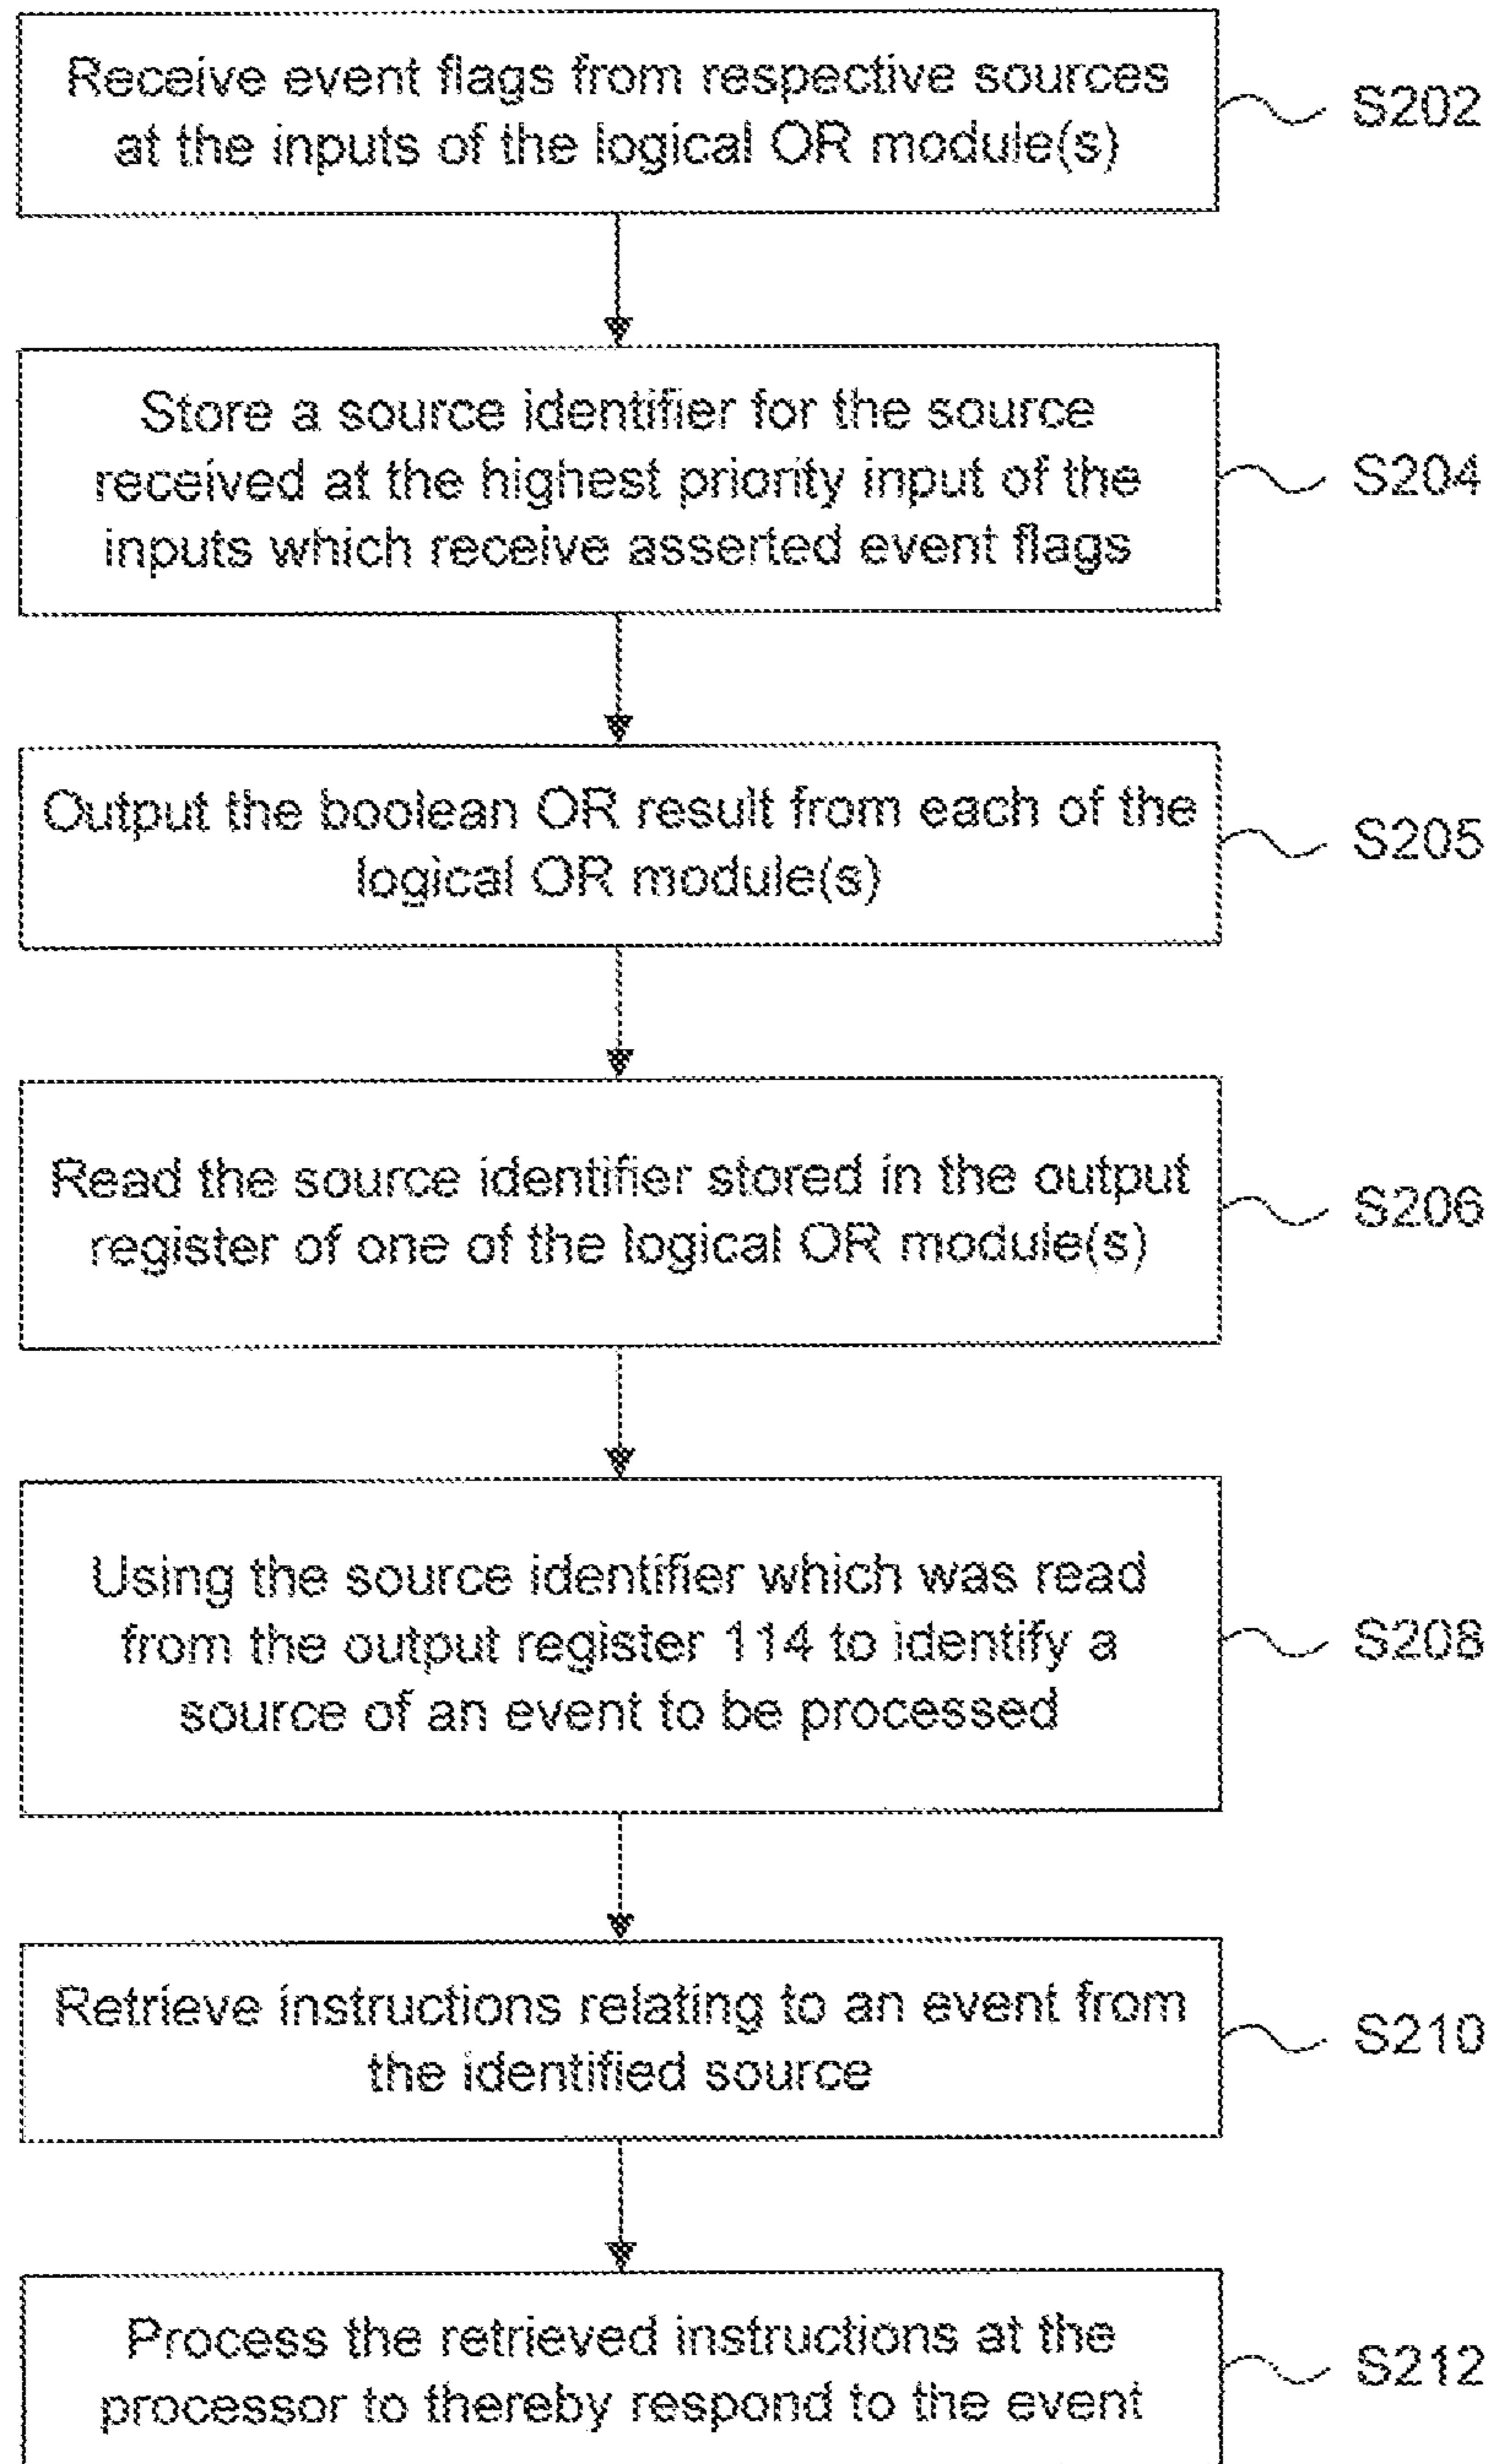 Receive event flags from respective sources
at the inputs of the logical OR module(s)
S202
Store a source identifier for the source
received at the highest priority input of the
inputs which receive asserted event flags
S204
Output the boolean OR result from each of the
logical OR module(s)
S205
Read the source identifier stored in the output
register of one of the logical OR module(s)
S206
Using the source identifier which was read
from the output register 114 to identify a
source of an event to be processed
S208
Retrieve instructions relating to an event from
the identified source
S210
Process the retrieved instructions at the
processor to thereby respond to the event
S212